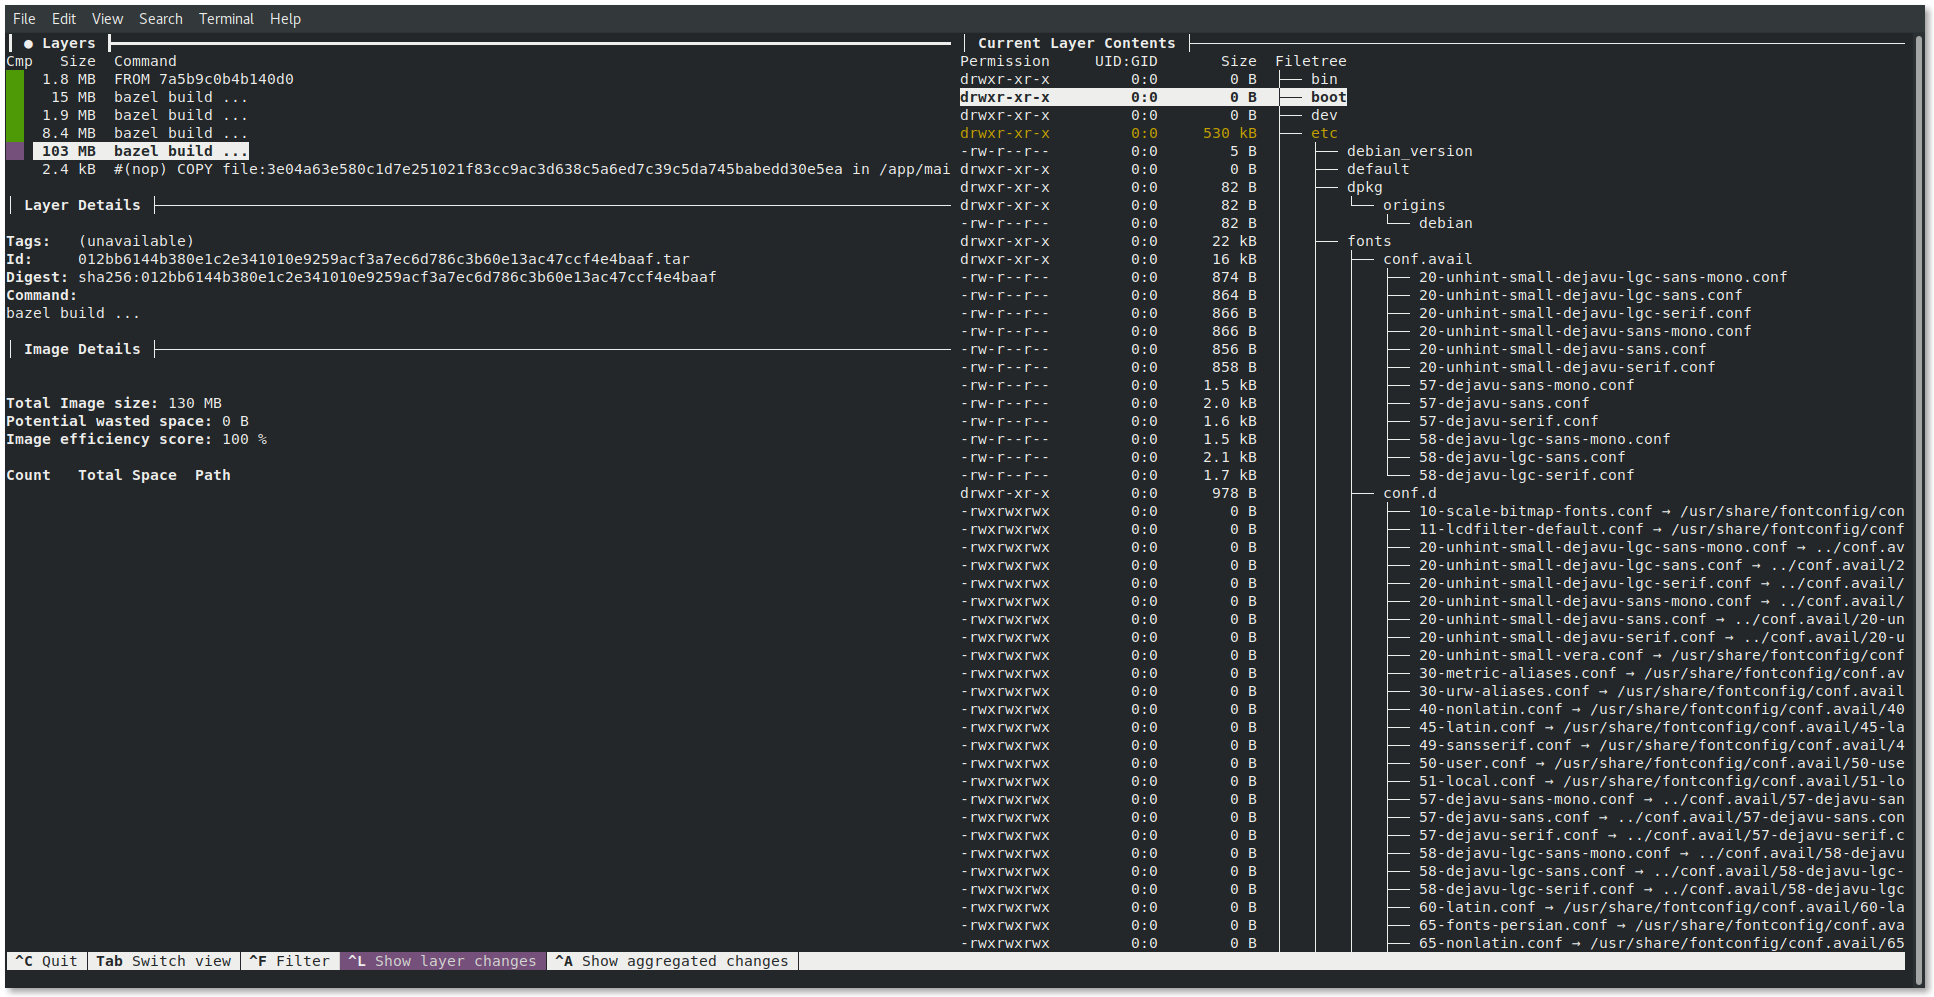 File Edit View Search Terminal Help
● Layers
Cmp Size Command
1.8 MB FROM 7a5b9c0b4b140d0
15 MB bazel build ...
1.9 MB bazel build ...
8.4 MB bazel build ...
103 MB bazel build ...
2.4 kB #(nop) COPY file:3e04a63e580c1d7e251021f83cc9ac3d638c5a6ed7c39c5da745babedd30e5ea in /app/mai
Layer Details
Tags: (unavailable)
Id: 012bb6144b380e1c2e341010e9259acf3a7ec6d786c3b60e13ac47ccf4e4baaf.tar
Digest: sha256:012bb6144b380e1c2e341010e9259acf3a7ec6d786c3b60e13ac47ccf4e4baaf
Command:
bazel build ...
Image Details
Total Image size: 130 MB
Potential wasted space: 0 B
Image efficiency score: 100 %
Count Total Space Path
Current Layer Contents
Permission UID:GID Size Filetree
drwxr-xr-x 0:0 0 B ├── bin
drwxr-xr-x 0:0 0 B ├── boot
drwxr-xr-x 0:0 0 B ├── dev
drwxr-xr-x 0:0 530 kB ├── etc
-rw-r--r-- 0:0 5 B │ ├── debian_version
drwxr-xr-x 0:0 0 B │ ├── default
drwxr-xr-x 0:0 82 B │ ├── dpkg
drwxr-xr-x 0:0 82 B │ │ └── origins
-rw-r--r-- 0:0 82 B │ │ └── debian
drwxr-xr-x 0:0 22 kB │ ├── fonts
drwxr-xr-x 0:0 16 kB │ │ ├── conf.avail
-rw-r--r-- 0:0 874 B │ │ │ ├── 20-unhint-small-dejavu-lgc-sans-mono.conf
-rw-r--r-- 0:0 864 B │ │ │ ├── 20-unhint-small-dejavu-lgc-sans.conf
-rw-r--r-- 0:0 866 B │ │ │ ├── 20-unhint-small-dejavu-lgc-serif.conf
-rw-r--r-- 0:0 866 B │ │ │ ├── 20-unhint-small-dejavu-sans-mono.conf
-rw-r--r-- 0:0 856 B │ │ │ ├── 20-unhint-small-dejavu-sans.conf
-rw-r--r-- 0:0 858 B │ │ │ ├── 20-unhint-small-dejavu-serif.conf
-rw-r--r-- 0:0 1.5 kB │ │ │ ├── 57-dejavu-sans-mono.conf
-rw-r--r-- 0:0 2.0 kB │ │ │ ├── 57-dejavu-sans.conf
-rw-r--r-- 0:0 1.6 kB │ │ │ ├── 57-dejavu-serif.conf
-rw-r--r-- 0:0 1.5 kB │ │ │ ├── 58-dejavu-lgc-sans-mono.conf
-rw-r--r-- 0:0 2.1 kB │ │ │ ├── 58-dejavu-lgc-sans.conf
-rw-r--r-- 0:0 1.7 kB │ │ │ └── 58-dejavu-lgc-serif.conf
drwxr-xr-x 0:0 978 B │ │ ├── conf.d
-rwxrwxrwx 0:0 0 B │ │ │ ├── 10-scale-bitmap-fonts.conf → /usr/share/fontconfig/con
-rwxrwxrwx 0:0 0 B │ │ │ ├── 11-lcdfilter-default.conf → /usr/share/fontconfig/conf
-rwxrwxrwx 0:0 0 B │ │ │ ├── 20-unhint-small-dejavu-lgc-sans-mono.conf → ../conf.av
-rwxrwxrwx 0:0 0 B │ │ │ ├── 20-unhint-small-dejavu-lgc-sans.conf → ../conf.avail/2
-rwxrwxrwx 0:0 0 B │ │ │ ├── 20-unhint-small-dejavu-lgc-serif.conf → ../conf.avail/
-rwxrwxrwx 0:0 0 B │ │ │ ├── 20-unhint-small-dejavu-sans-mono.conf → ../conf.avail/
-rwxrwxrwx 0:0 0 B │ │ │ ├── 20-unhint-small-dejavu-sans.conf → ../conf.avail/20-un
-rwxrwxrwx 0:0 0 B │ │ │ ├── 20-unhint-small-dejavu-serif.conf → ../conf.avail/20-u
-rwxrwxrwx 0:0 0 B │ │ │ ├── 20-unhint-small-vera.conf → /usr/share/fontconfig/conf
-rwxrwxrwx 0:0 0 B │ │ │ ├── 30-metric-aliases.conf → /usr/share/fontconfig/conf.av
-rwxrwxrwx 0:0 0 B │ │ │ ├── 30-urw-aliases.conf → /usr/share/fontconfig/conf.avail
-rwxrwxrwx 0:0 0 B │ │ │ ├── 40-nonlatin.conf → /usr/share/fontconfig/conf.avail/40
-rwxrwxrwx 0:0 0 B │ │ │ ├── 45-latin.conf → /usr/share/fontconfig/conf.avail/45-la
-rwxrwxrwx 0:0 0 B │ │ │ ├── 49-sansserif.conf → /usr/share/fontconfig/conf.avail/4
-rwxrwxrwx 0:0 0 B │ │ │ ├── 50-user.conf → /usr/share/fontconfig/conf.avail/50-use
-rwxrwxrwx 0:0 0 B │ │ │ ├── 51-local.conf → /usr/share/fontconfig/conf.avail/51-lo
-rwxrwxrwx 0:0 0 B │ │ │ ├── 57-dejavu-sans-mono.conf → ../conf.avail/57-dejavu-san
-rwxrwxrwx 0:0 0 B │ │ │ ├── 57-dejavu-sans.conf → ../conf.avail/57-dejavu-sans.con
-rwxrwxrwx 0:0 0 B │ │ │ ├── 57-dejavu-serif.conf → ../conf.avail/57-dejavu-serif.c
-rwxrwxrwx 0:0 0 B │ │ │ ├── 58-dejavu-lgc-sans-mono.conf → ../conf.avail/58-dejavu
-rwxrwxrwx 0:0 0 B │ │ │ ├── 58-dejavu-lgc-sans.conf → ../conf.avail/58-dejavu-lgc-
-rwxrwxrwx 0:0 0 B │ │ │ ├── 58-dejavu-lgc-serif.conf → ../conf.avail/58-dejavu-lgc
-rwxrwxrwx 0:0 0 B │ │ │ ├── 60-latin.conf → /usr/share/fontconfig/conf.avail/60-la
-rwxrwxrwx 0:0 0 B │ │ │ ├── 65-fonts-persian.conf → /usr/share/fontconfig/conf.ava
-rwxrwxrwx 0:0 0 B │ │ │ ├── 65-nonlatin.conf → /usr/share/fontconfig/conf.avail/65
^C Quit Tab Switch view ^F Filter ^L Show layer changes ^A Show aggregated changes